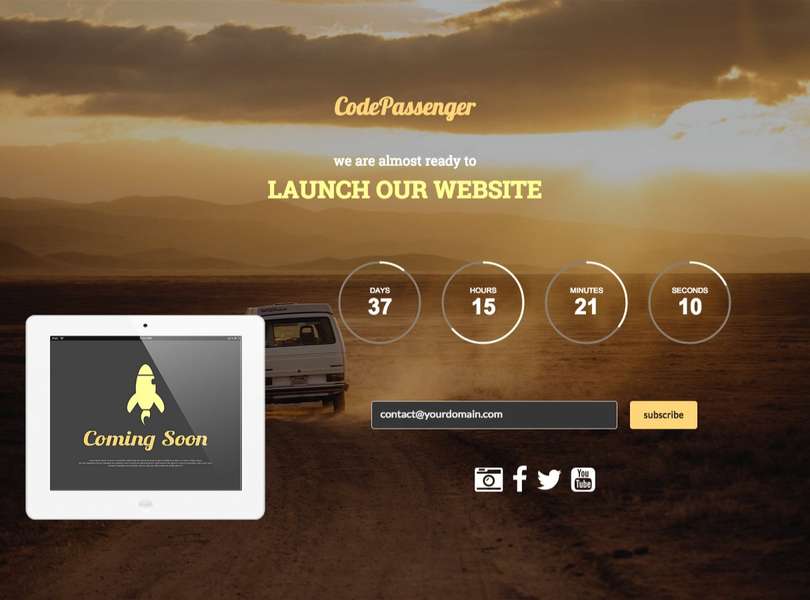 CodePassenger
we are almost ready to
LAUNCH OUR WEBSITE
DAYS
37
HOURS
15
MINUTES
21
SECONDS
10
Coming Soon
contact@yourdomain.com
subscribe
You
Tube